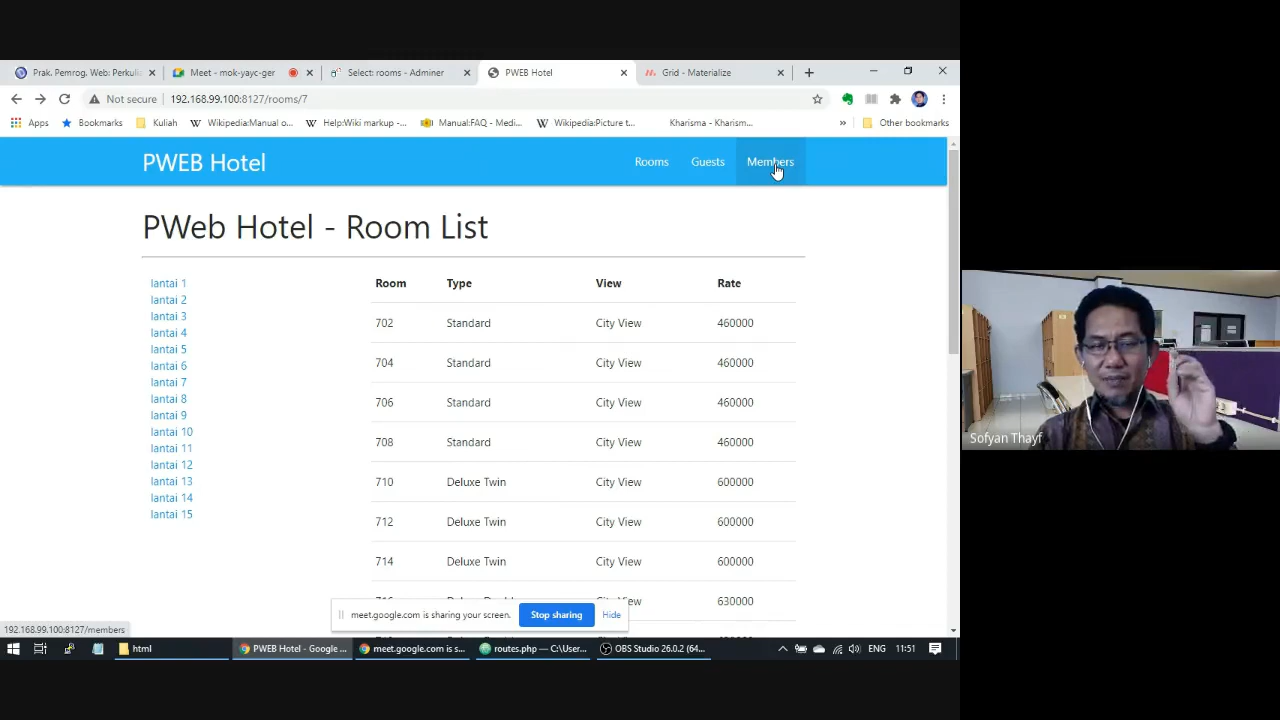 Prak. Pemrog. Web: Perkuli
Meet - mok-yayc-ger
Select: rooms - Adminer
PWEB Hotel
Grid - Materialize
Not secure
192.168.99.100:8127/rooms/7
Apps
Bookmarks
Kuliah
Wikipedia:Manual o...
Help:Wiki markup -...
Manual:FAQ - Medi...
Wikipedia:Picture t...
Kharisma - Kharism...
»
Other bookmarks
PWEB Hotel
Rooms Guests Members
PWeb Hotel - Room List
lantai 1
lantai 2
lantai 3
lantai 4
lantai 5
lantai 6
lantai 7
lantai 8
lantai 9
lantai 10
lantai 11
lantai 12
lantai 13
lantai 14
lantai 15
Room Type View Rate
702 Standard City View 460000
704 Standard City View 460000
706 Standard City View 460000
708 Standard City View 460000
710 Deluxe Twin City View 600000
712 Deluxe Twin City View 600000
714 Deluxe Twin City View 600000
630000
meet.google.com is sharing your screen. Stop sharing Hide
192.168.99.100:8127/members
html
PWEB Hotel - Google ...
meet.google.com is s...
routes.php — C:\User...
OBS Studio 26.0.2 (64...
ENG
11:51
Sofyan Thayf